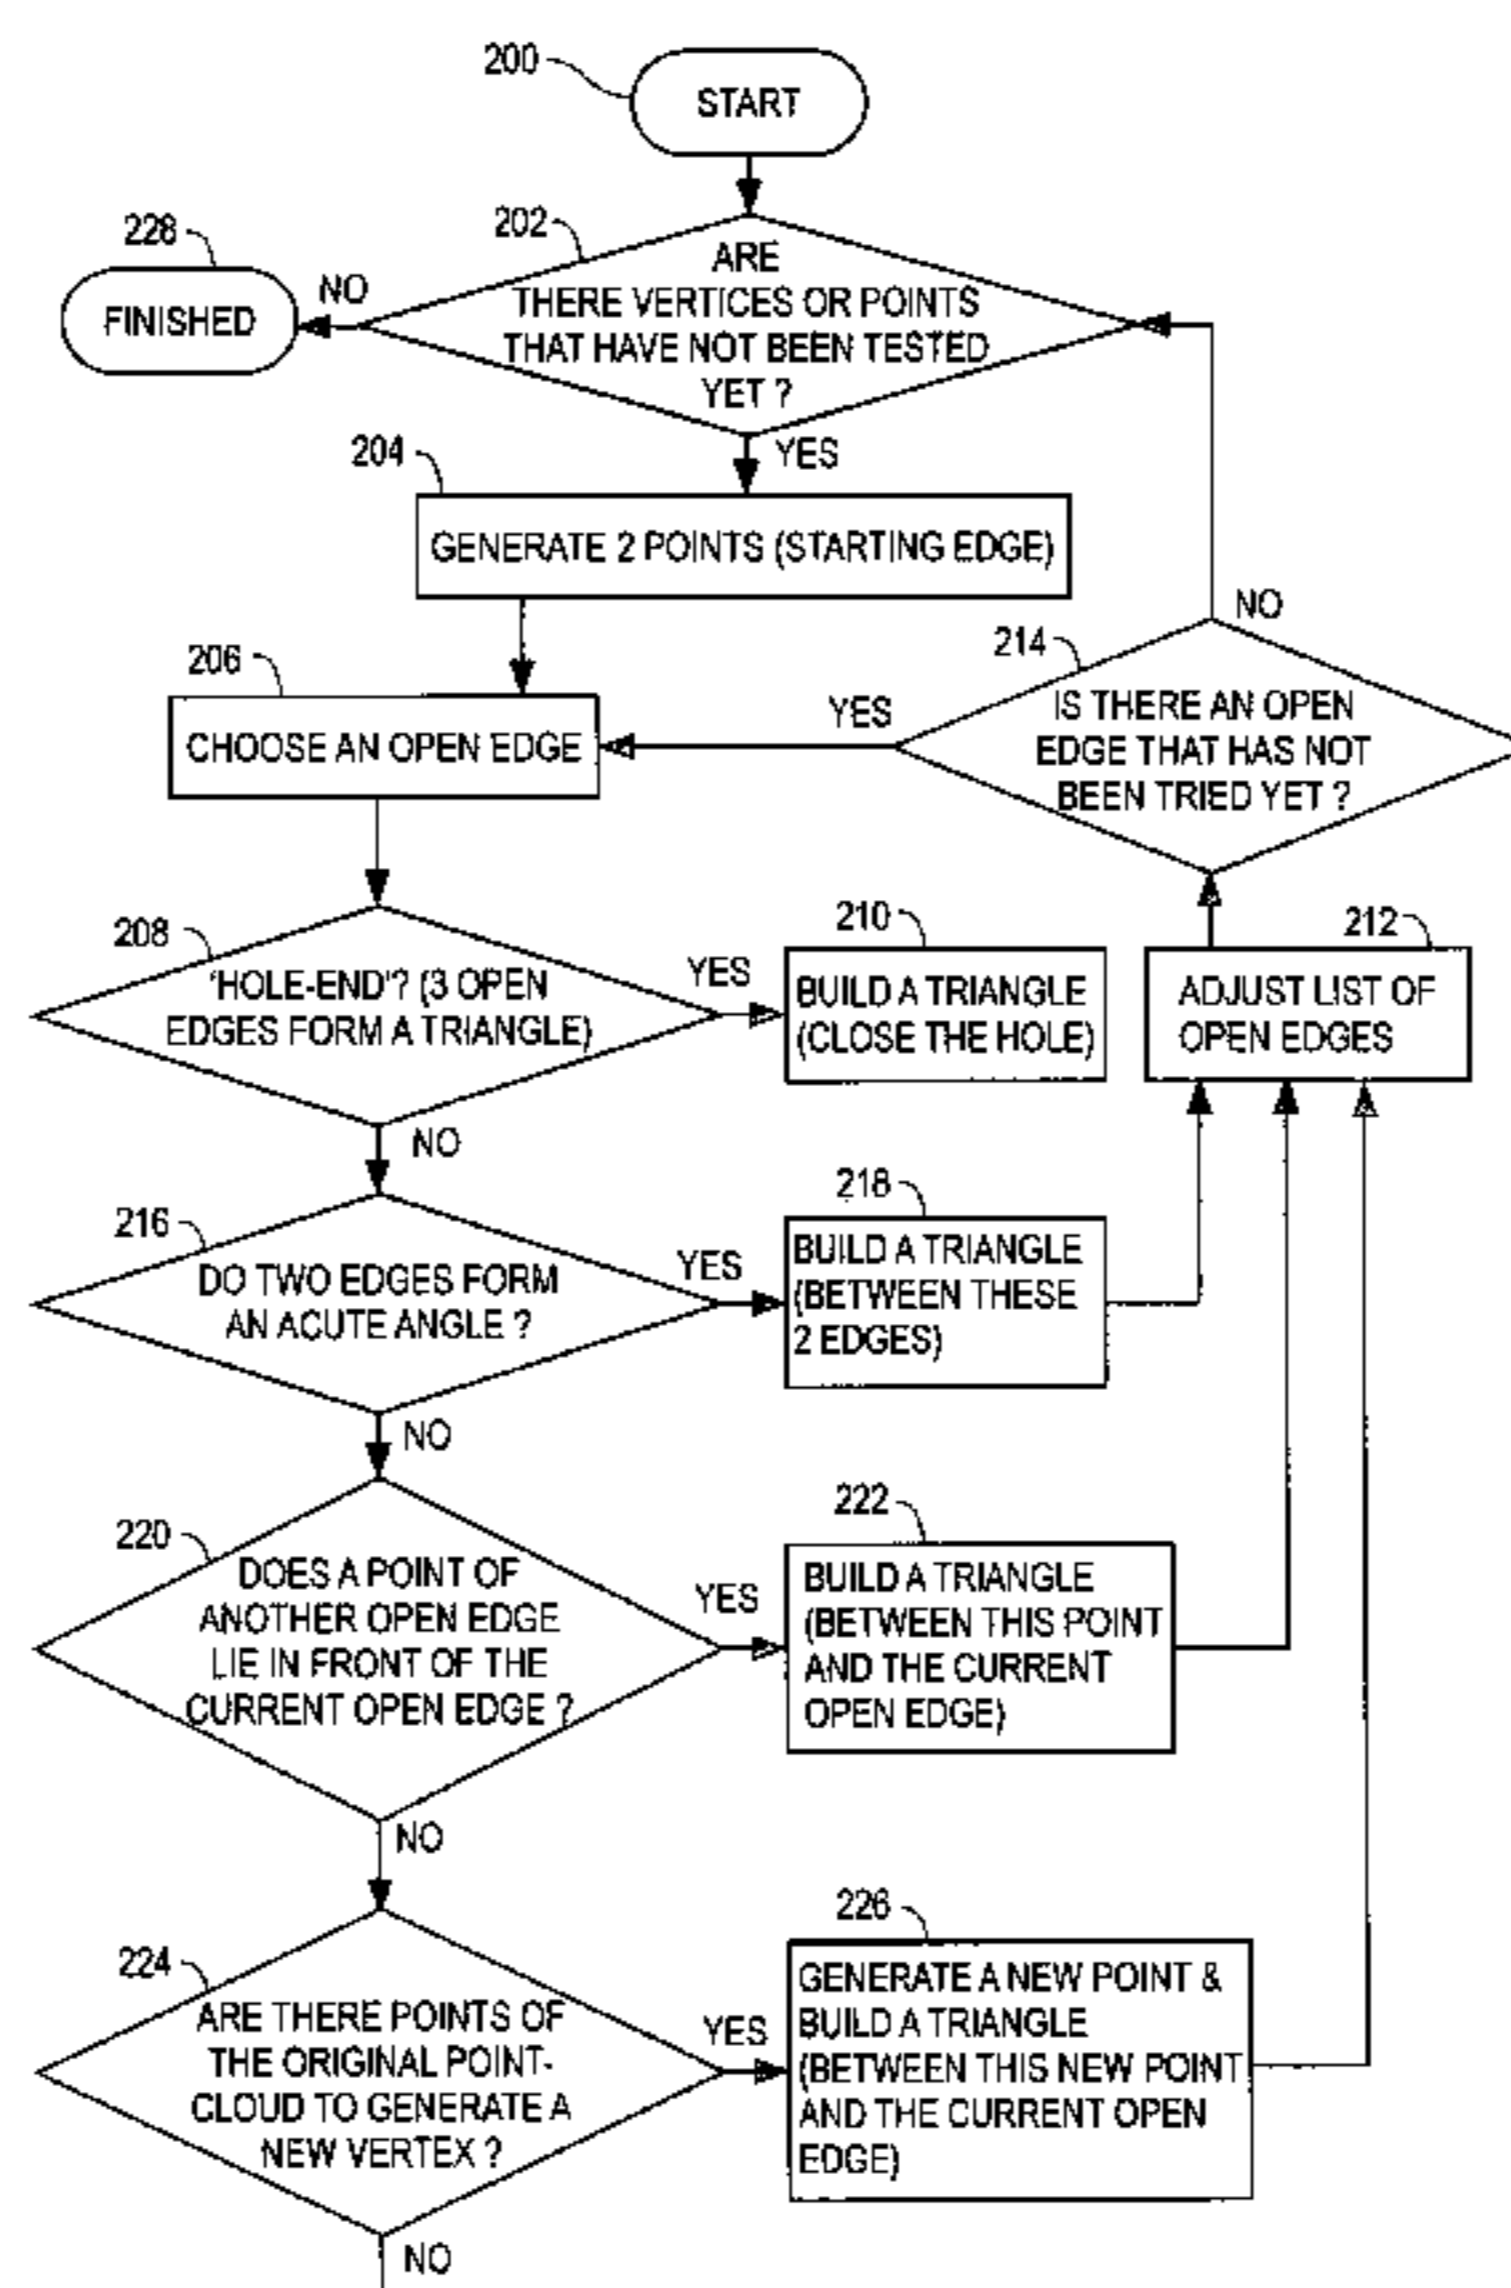 200
START
228
202
FINISHED
NO
ARE
THERE VERTICES OR POINTS
THAT HAVE NOT BEEN TESTED
YET ?
YES
204
GENERATE 2 POINTS (STARTING EDGE)
NO
214
206
CHOOSE AN OPEN EDGE
YES
IS THERE AN OPEN
EDGE THAT HAS NOT
BEEN TRIED YET ?
208
'HOLE-END'? (3 OPEN
EDGES FORM A TRIANGLE)
YES
210
BUILD A TRIANGLE
(CLOSE THE HOLE)
212
ADJUST LIST OF
OPEN EDGES
NO
216
DO TWO EDGES FORM
AN ACUTE ANGLE ?
YES
218
BUILD A TRIANGLE
(BETWEEN THESE
2 EDGES)
NO
220
DOES A POINT OF
ANOTHER OPEN EDGE
LIE IN FRONT OF THE
CURRENT OPEN EDGE ?
YES
222
BUILD A TRIANGLE
(BETWEEN THIS POINT
AND THE CURRENT
OPEN EDGE)
NO
224
ARE THERE POINTS OF
THE ORIGINAL POINT-
CLOUD TO GENERATE A
NEW VERTEX ?
YES
226
GENERATE A NEW POINT &
BUILD A TRIANGLE
(BETWEEN THIS NEW POINT
AND THE CURRENT OPEN
EDGE)
NO